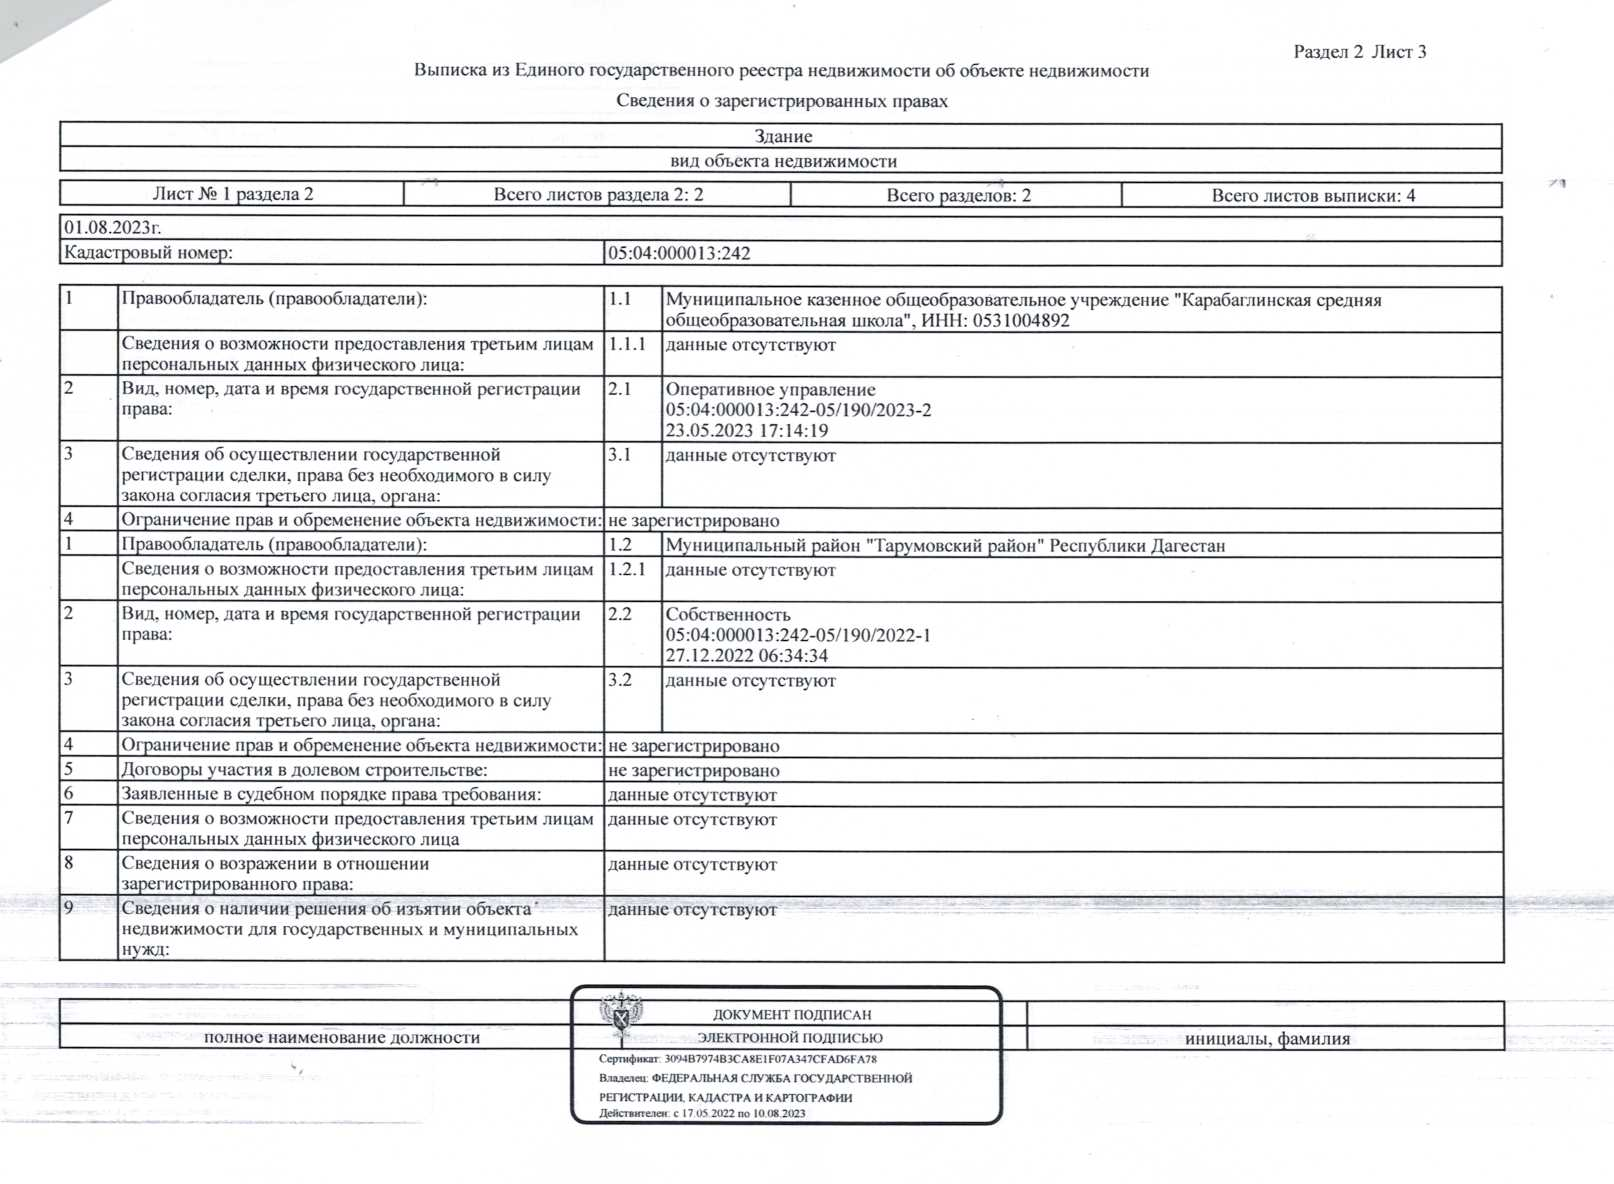 Раздел 2 Лист 3
Выписка из Единого государственного реестра недвижимости об объекте недвижимости
Сведения о зарегистрированных правах
Здание
вид объекта недвижимости
Лист № 1 раздела 2 Всего листов раздела 2: 2 Всего разделов: 2 Всего листов выписки: 4
01.08.2023г.
Кадастровый номер: 05:04:000013:242
1 Правообладатель (правообладатели): 1.1 Муниципальное казенное общеобразовательное учреждение "Карабаглинская средняя
общеобразовательная школа", ИНН: 0531004892
Сведения о возможности предоставления третьим лицам 1.1.1 данные отсутствуют
персональных данных физического лица:
2 Вид, номер, дата и время государственной регистрации 2.1 Оперативное управление
права: 05:04:000013:242-05/190/2023-2
23.05.2023 17:14:19
3 Сведения об осуществлении государственной 3.1 данные отсутствуют
регистрации сделки, права без необходимого в силу
закона согласия третьего лица, органа:
4 Ограничение прав и обременение объекта недвижимости: не зарегистрировано
1 Правообладатель (правообладатели): 1.2 Муниципальный район "Тарумовский район" Республики Дагестан
Сведения о возможности предоставления третьим лицам 1.2.1 данные отсутствуют
персональных данных физического лица:
2 Вид, номер, дата и время государственной регистрации 2.2 Собственность
права: 05:04:000013:242-05/190/2022-1
27.12.2022 06:34:34
3 Сведения об осуществлении государственной 3.2 данные отсутствуют
регистрации сделки, права без необходимого в силу
закона согласия третьего лица, органа:
4 Ограничение прав и обременение объекта недвижимости: не зарегистрировано
5 Договоры участия в долевом строительстве: не зарегистрировано
6 Заявленные в судебном порядке права требования: данные отсутствуют
7 Сведения о возможности предоставления третьим лицам данные отсутствуют
персональных данных физического лица
8 Сведения о возражении в отношении данные отсутствуют
зарегистрированного права:
9 Сведения о наличии решения об изъятии объекта данные отсутствуют
недвижимости для государственных и муниципальных
нужд:
ДОКУМЕНТ ПОДПИСАН
полное наименование должности ЭЛЕКТРОННОЙ ПОДПИСЬЮ инициалы, фамилия
Сертификат: 3094B7974B3CA8E1F07A347CFAD6FA78
Владелец: ФЕДЕРАЛЬНАЯ СЛУЖБА ГОСУДАРСТВЕННОЙ
РЕГИСТРАЦИИ, КАДАСТРА И КАРТОГРАФИИ
Действителен: с 17.05.2022 по 10.08.2023